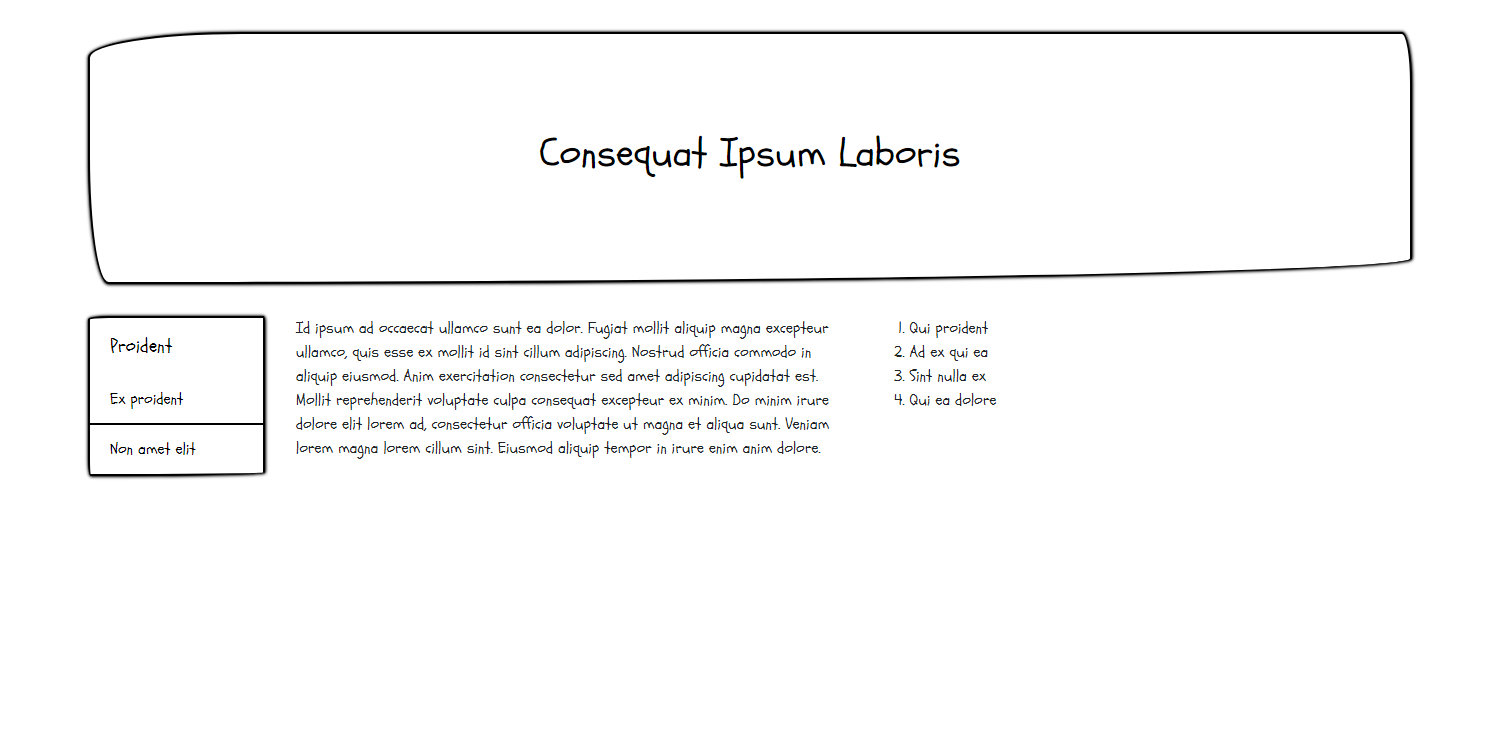 Consequat Ipsum Laboris
Proident
Ex proident
Non amet elit
Id ipsum ad occaecat ullamco sunt ea dolor. Fugiat mollit aliquip magna excepteur
ullamco, quis esse ex mollit id sint cillum adipiscing. Nostrud officia commodo in
aliquip eiusmod. Anim exercitation consectetur sed amet adipiscing cupidatat est.
Mollit reprehenderit voluptate culpa consequat excepteur ex minim. Do minim irure
dolore elit lorem ad, consectetur officia voluptate ut magna et aliqua sunt. Veniam
lorem magna lorem cillum sint. Eiusmod aliquip tempor in irure enim anim dolore.
1. Qui proident
2. Ad ex qui ea
3. Sint nulla ex
4. Qui ea dolore